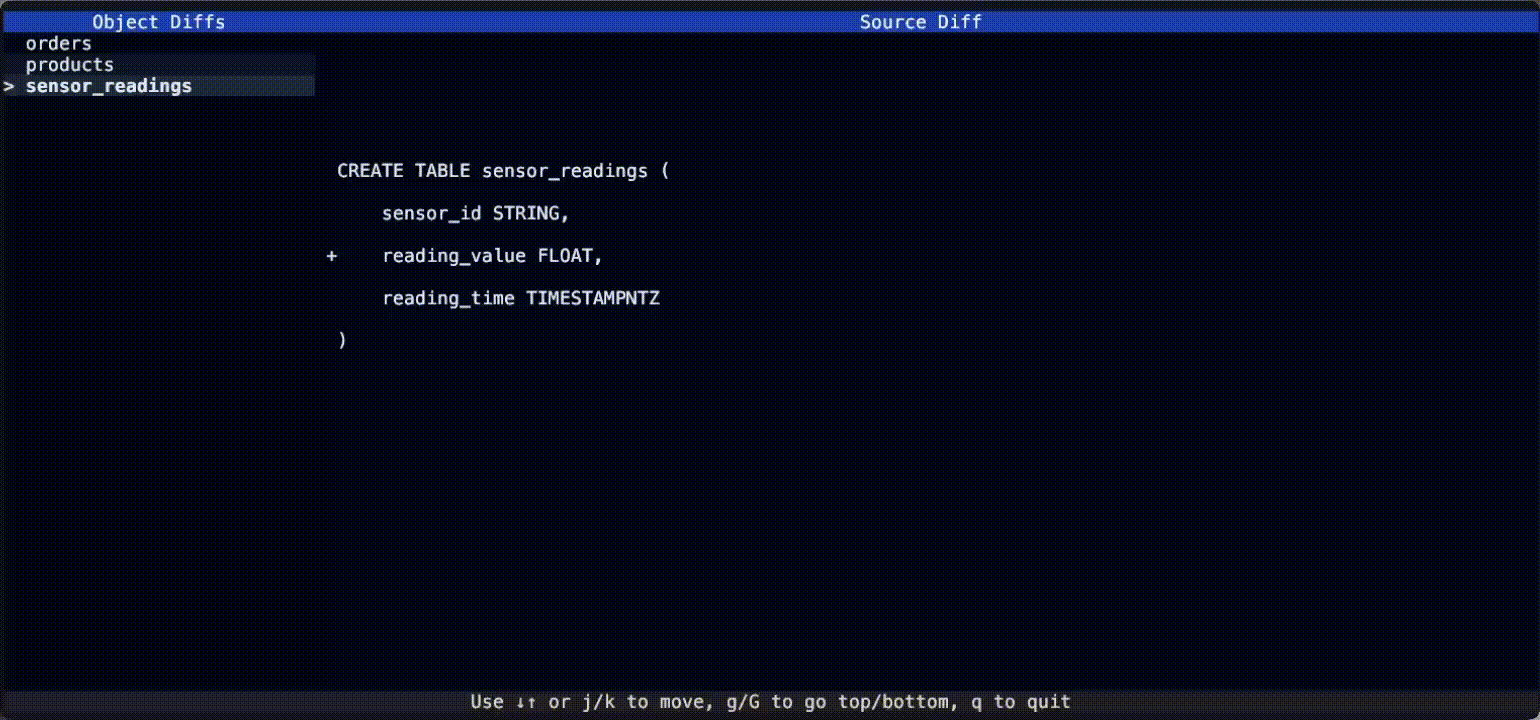 Object Diffs
Source Diff
orders
products
> sensor_readings
CREATE TABLE sensor_readings (
sensor_id STRING,
+ reading_value FLOAT,
reading_time TIMESTAMPNTZ
)
Use ↓↑ or j/k to move, g/G to go top/bottom, q to quit